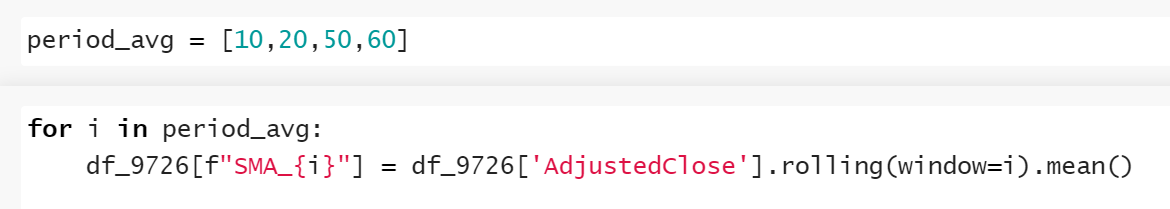 period_avg = [10,20,50,60]
for i in period_avg:
    df_9726[f"SMA_{i}"] = df_9726['AdjustedClose'].rolling(window=i).mean()